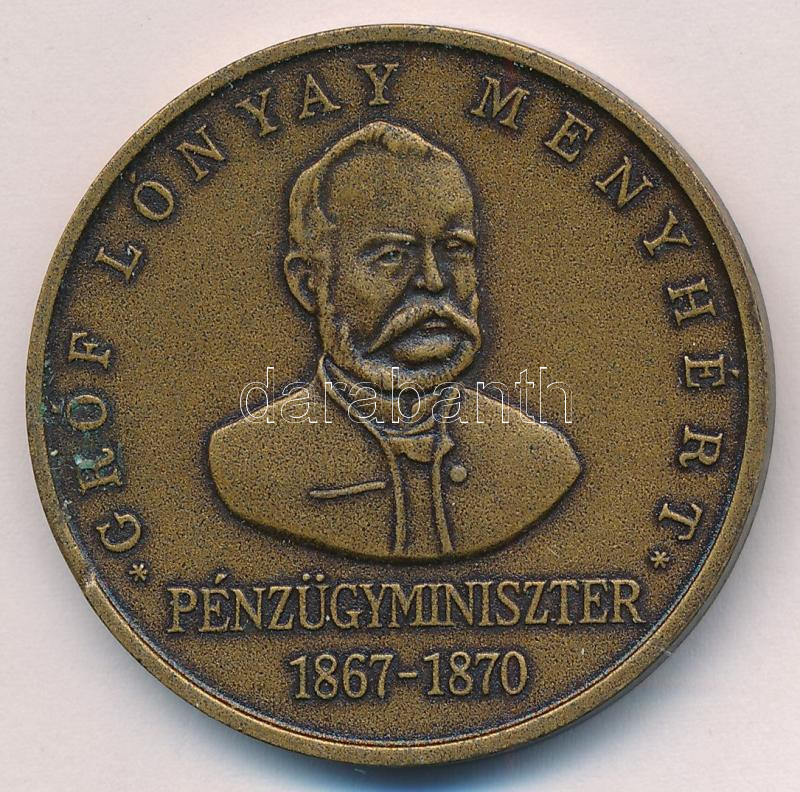 *GRÓF LÓNYAY MENYHÉRT*
darabanth
PÉNZÜGYMINISZTER
1867-1870